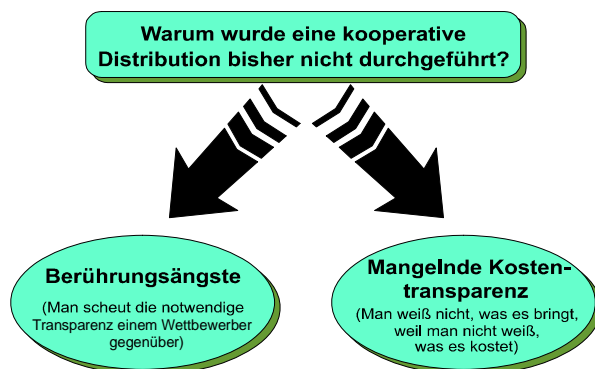 Warum wurde eine kooperative
Distribution bisher nicht durchgeführt?
Berührungsängste
(Man scheut die notwendige
Transparenz einem Wettbewerber
gegenüber)
Mangelnde Kosten-
transparenz
(Man weiß nicht, was es bringt,
weil man nicht weiß,
was es kostet)